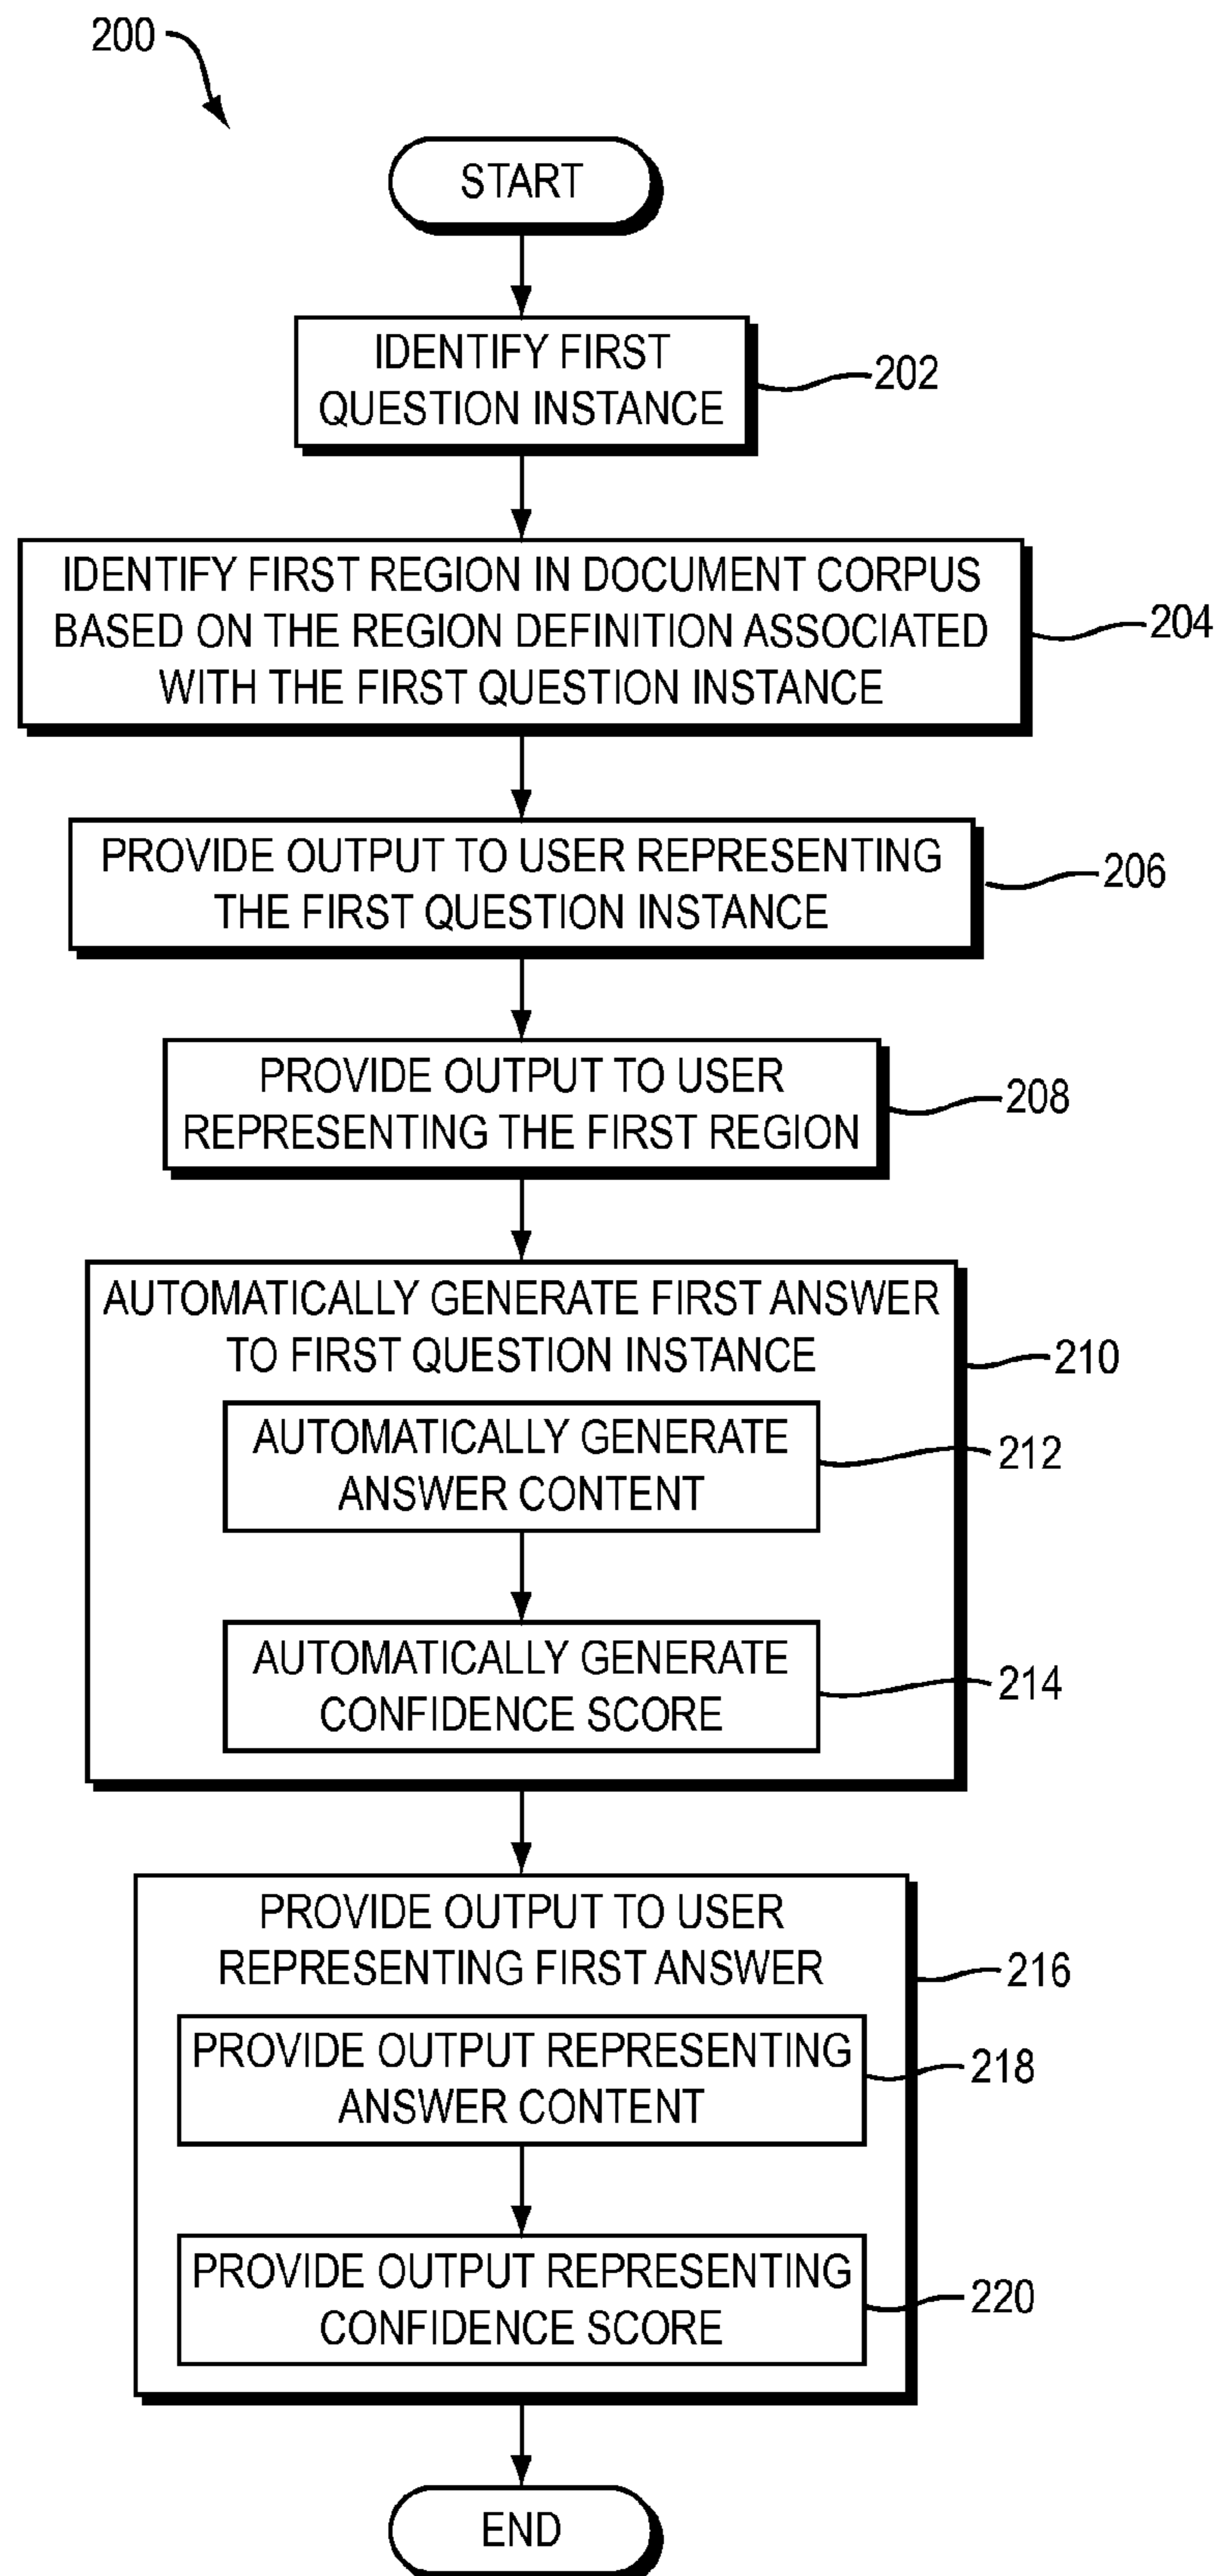 200
START
IDENTIFY FIRST
QUESTION INSTANCE
202
IDENTIFY FIRST REGION IN DOCUMENT CORPUS
BASED ON THE REGION DEFINITION ASSOCIATED
WITH THE FIRST QUESTION INSTANCE
204
PROVIDE OUTPUT TO USER REPRESENTING
THE FIRST QUESTION INSTANCE
206
PROVIDE OUTPUT TO USER
REPRESENTING THE FIRST REGION
208
AUTOMATICALLY GENERATE FIRST ANSWER
TO FIRST QUESTION INSTANCE
210
AUTOMATICALLY GENERATE
ANSWER CONTENT
212
AUTOMATICALLY GENERATE
CONFIDENCE SCORE
214
PROVIDE OUTPUT TO USER
REPRESENTING FIRST ANSWER
216
PROVIDE OUTPUT REPRESENTING
ANSWER CONTENT
218
PROVIDE OUTPUT REPRESENTING
CONFIDENCE SCORE
220
END